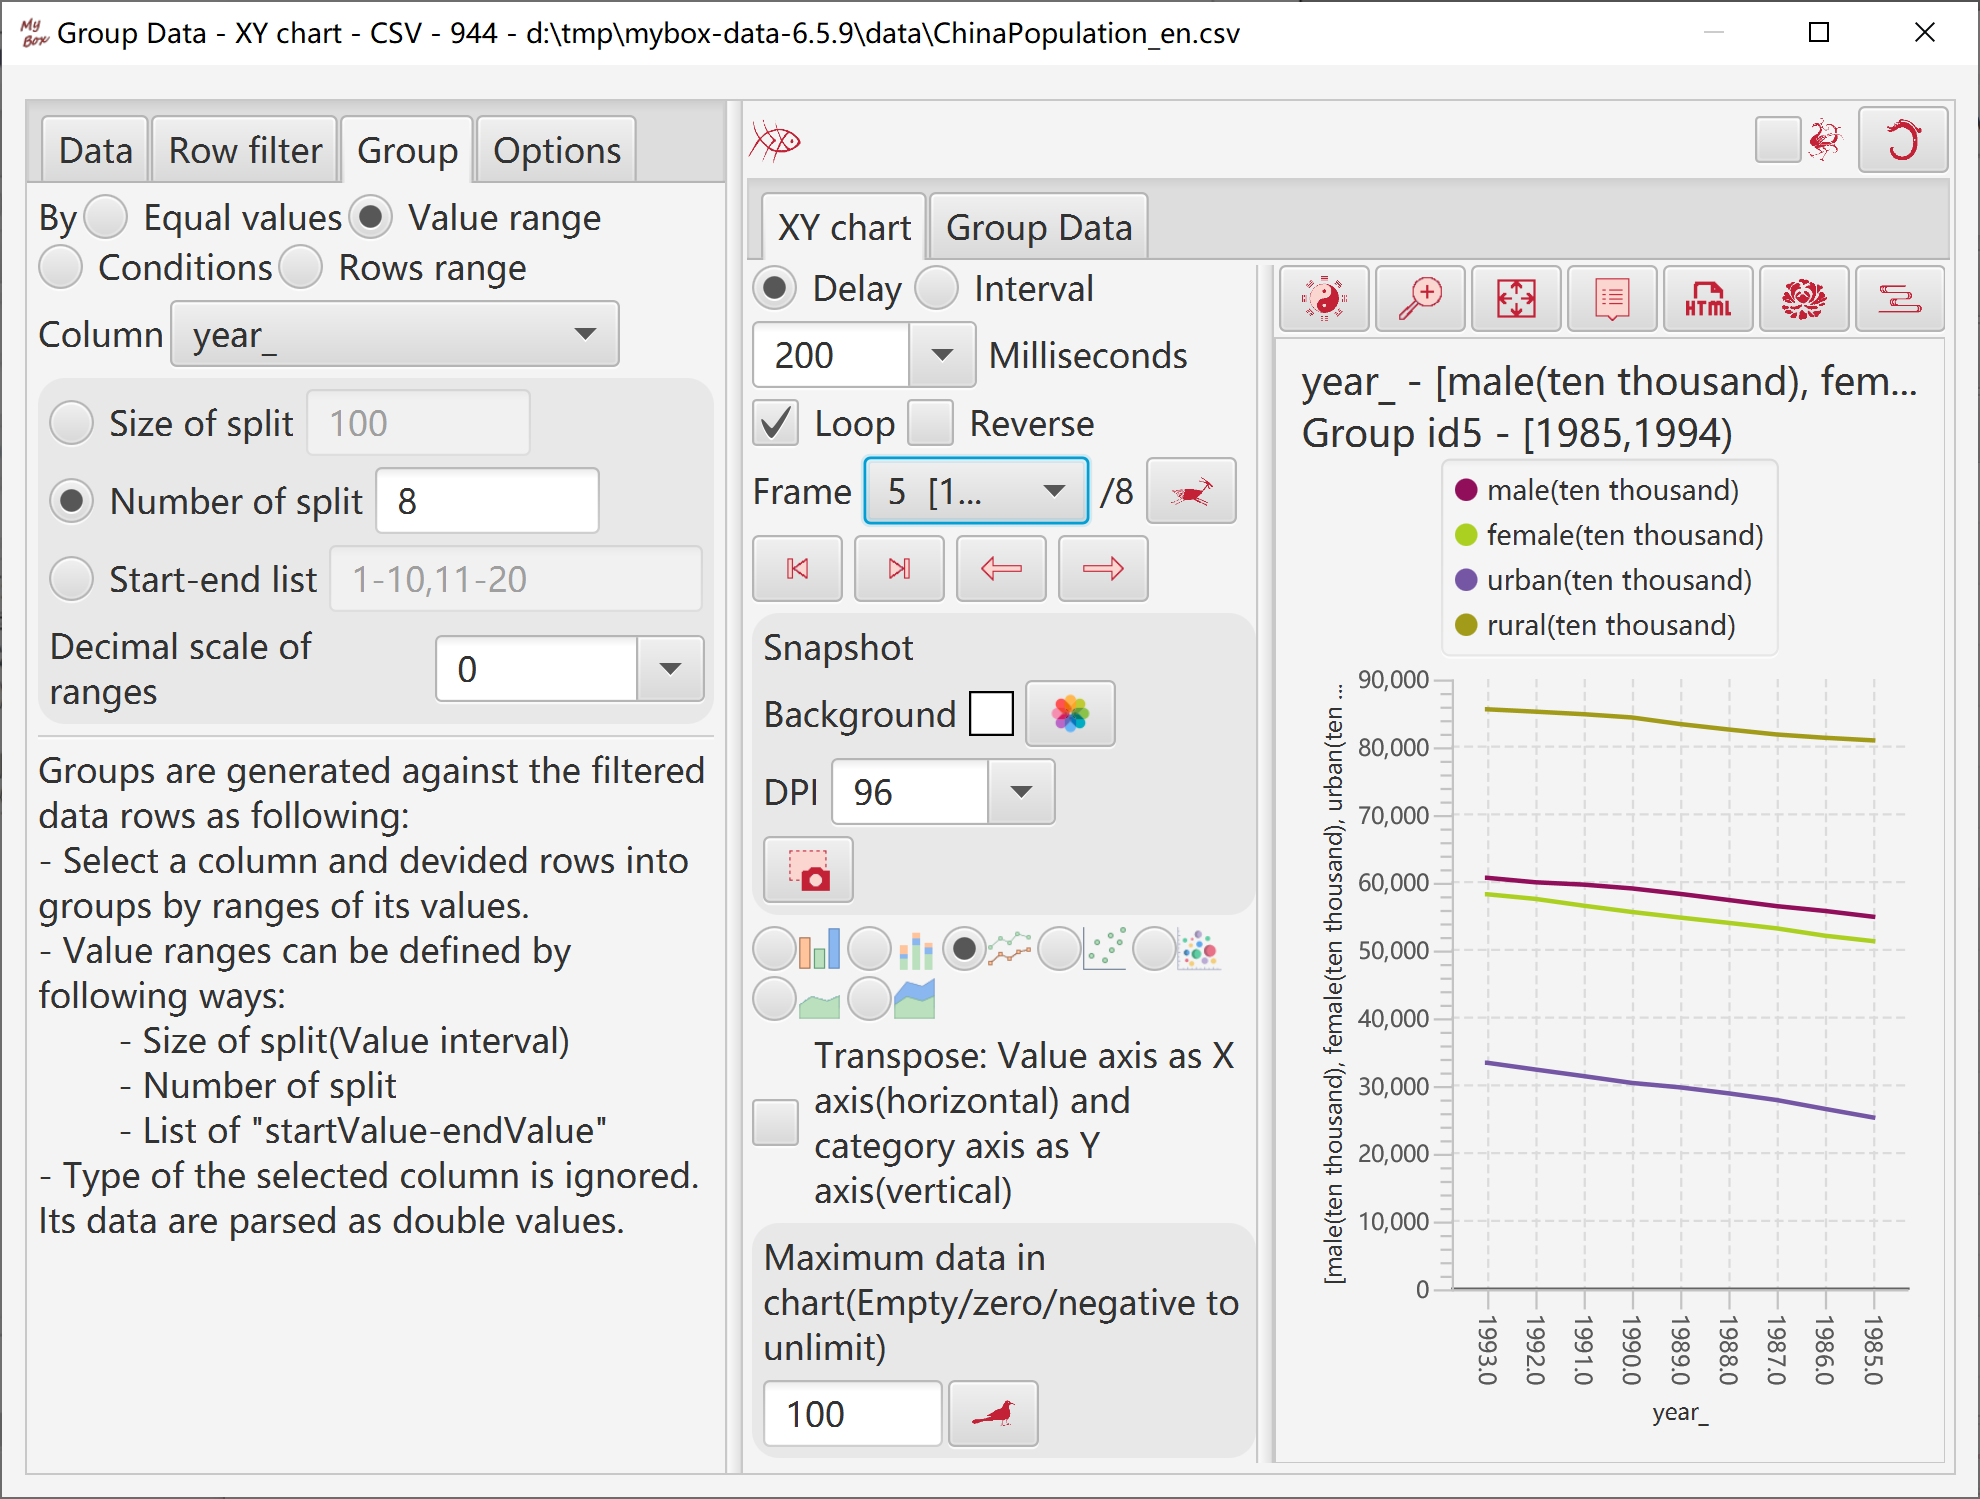 My Box
Group Data - XY chart - CSV - 944 - d:\tmp\mybox-data-6.5.9\data\ChinaPopulation_en.csv
Data
Row filter
Group
Options
By
Equal values
Value range
Conditions
Rows range
Column
year_
Size of split
100
Number of split
8
Start-end list
1-10,11-20
Decimal scale of
ranges
0
Groups are generated against the filtered
data rows as following:
- Select a column and devided rows into
groups by ranges of its values.
- Value ranges can be defined by
following ways:
- Size of split(Value interval)
- Number of split
- List of "startValue-endValue"
- Type of the selected column is ignored.
Its data are parsed as double values.
XY chart
Group Data
Delay
Interval
200
Milliseconds
Loop
Reverse
Frame
5 [1...
/8
Snapshot
Background
DPI
96
Transpose: Value axis as X
axis(horizontal) and
category axis as Y
axis(vertical)
Maximum data in
chart(Empty/zero/negative to
unlimit)
100
HTML
year_ - [male(ten thousand), fem...
Group id5 - [1985,1994)
male(ten thousand)
female(ten thousand)
urban(ten thousand)
rural(ten thousand)
[male(ten thousand), female(ten thousand), urban(ten ...
90,000
80,000
70,000
60,000
50,000
40,000
30,000
20,000
10,000
0
1993.0
1992.0
1991.0
1990.0
1989.0
1988.0
1987.0
1986.0
1985.0
year_